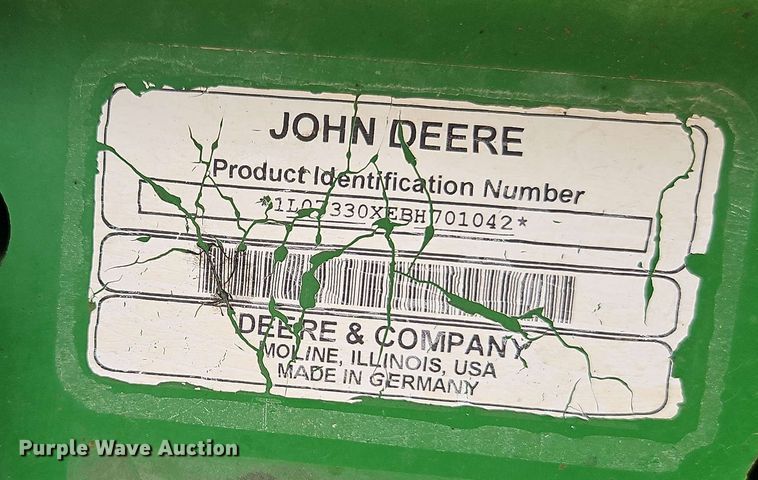 JOHN DEERE
Product Identification Number
*1L07330XEBH701042*
DEERE & COMPANY
MOLINE, ILLINOIS, USA
MADE IN GERMANY
Purple Wave Auction